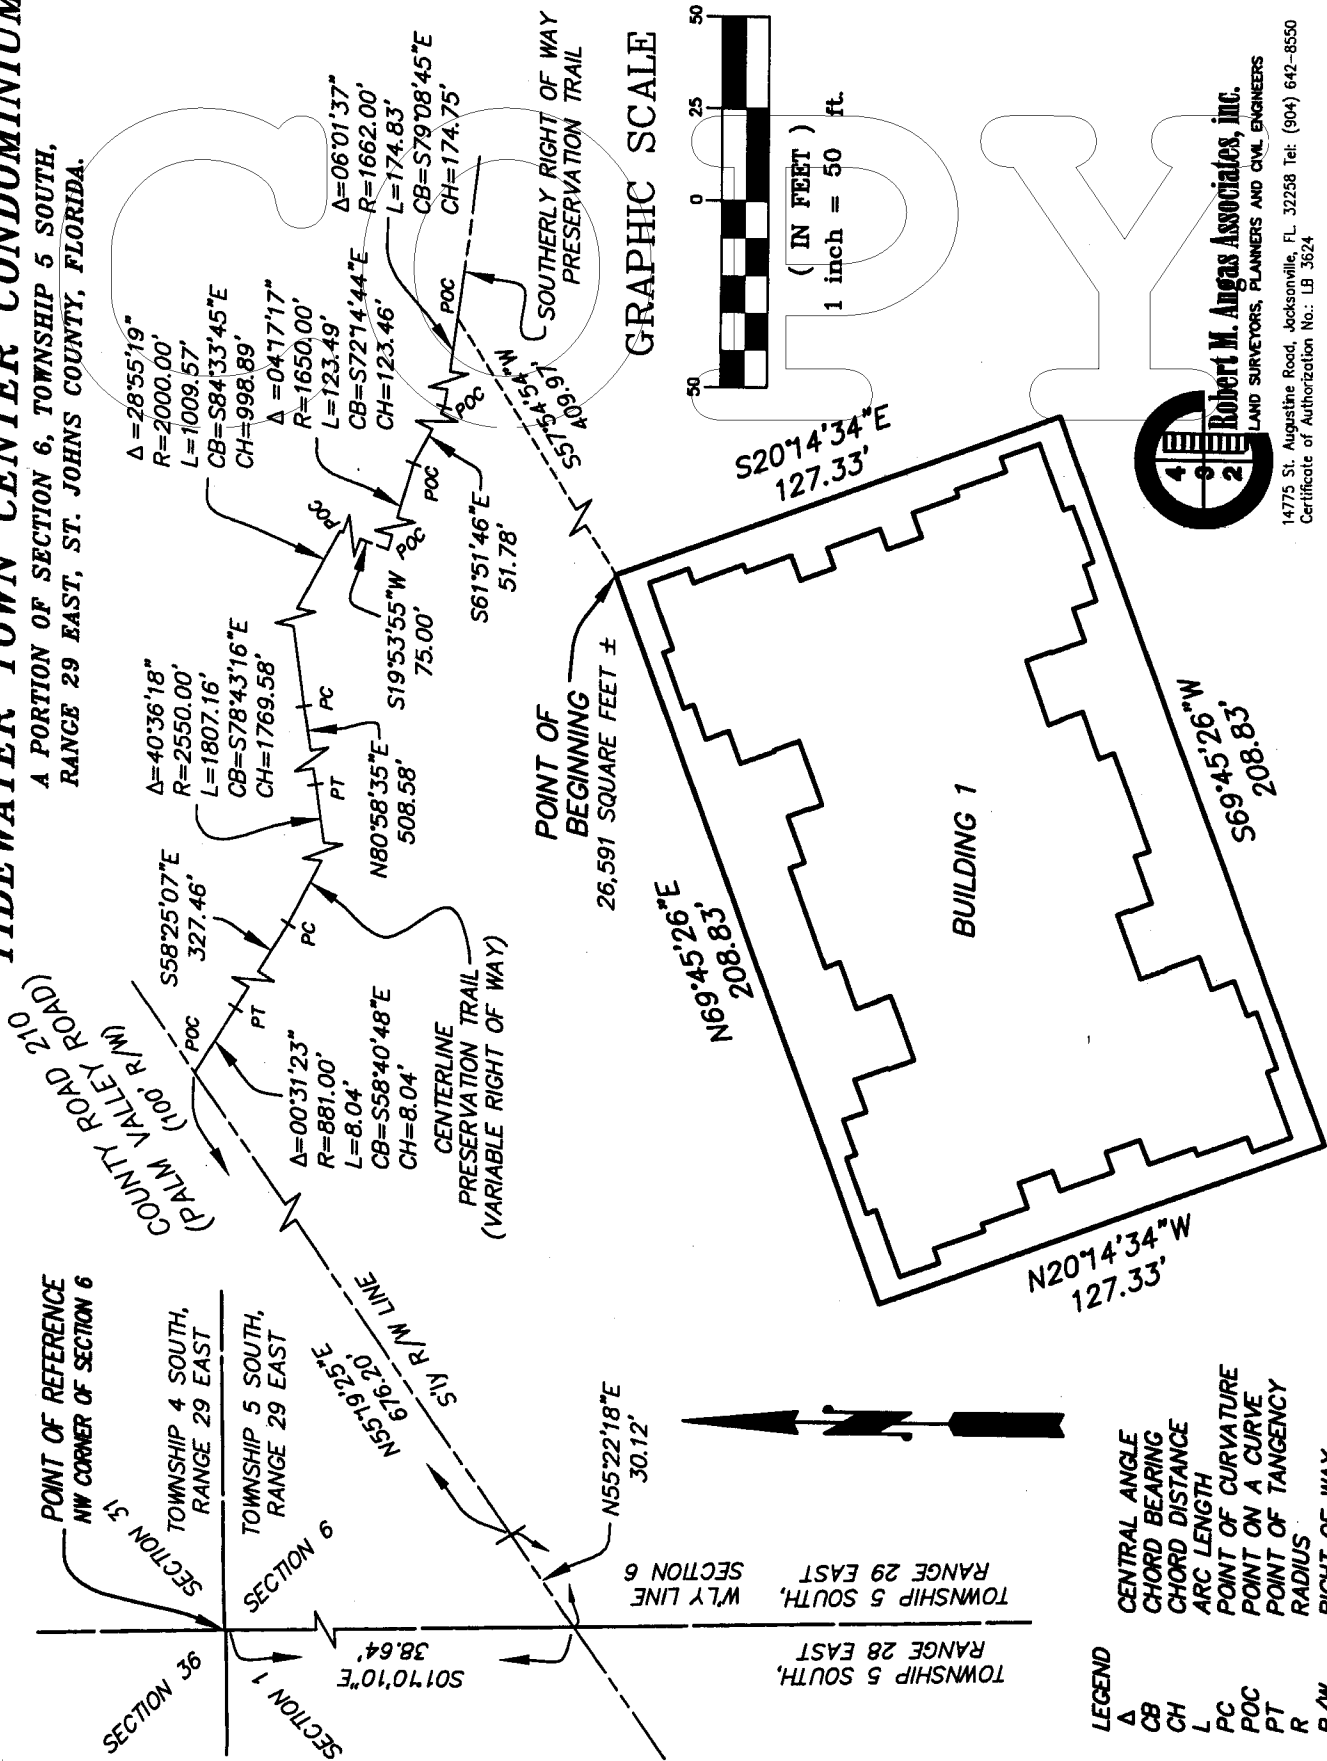 TIDEWATER TOWN CENTER CONDOMINIUM
A PORTION OF SECTION 6, TOWNSHIP 5 SOUTH,
RANGE 29 EAST, ST. JOHNS COUNTY, FLORIDA.
COPY
POINT OF REFERENCE
NW CORNER OF SECTION 6
SECTION 36
SECTION 31
SECTION 1
SECTION 6
TOWNSHIP 4 SOUTH,
RANGE 29 EAST
TOWNSHIP 5 SOUTH,
RANGE 29 EAST
S01°10'10"E
38.64'
TOWNSHIP 5 SOUTH,
RANGE 28 EAST
W'LY LINE
SECTION 6
TOWNSHIP 5 SOUTH,
RANGE 29 EAST
N55°22'18"E
30.12'
N55°19'25"E
676.20'
S'ly R/W LINE
COUNTY ROAD 210
(PALM VALLEY ROAD)
(100' R/W)
POC
PT
Δ=00°31'23"
R=881.00'
L=8.04'
CB=S58°40'48"E
CH=8.04'
S58°25'07"E
327.46'
PC
CENTERLINE
PRESERVATION TRAIL
(VARIABLE RIGHT OF WAY)
Δ=40°36'18"
R=2550.00'
L=1807.16'
CB=S78°43'16"E
CH=1769.58'
PT
N80°58'35"E
508.58'
PC
Δ=28°55'19"
R=2000.00'
L=1009.57'
CB=S84°33'45"E
CH=998.89'
POC
S19°53'55"W
75.00'
POC
Δ=04°17'17"
R=1650.00'
L=123.49'
CB=S72°14'44"E
CH=123.46'
POC
S61°51'46"E
51.78'
POC
Δ=06°01'37"
R=1662.00'
L=174.83'
CB=S79°08'45"E
CH=174.75'
POC
SOUTHERLY RIGHT OF WAY
PRESERVATION TRAIL
S57°54'54"W
409.97'
POINT OF
BEGINNING
26,591 SQUARE FEET ±
N69°45'26"E
208.83'
S20°14'34"E
127.33'
BUILDING 1
S69°45'26"W
208.83'
N20°14'34"W
127.33'
GRAPHIC SCALE
50 0 25 50
( IN FEET )
1 inch = 50 ft.
LEGEND
Δ CENTRAL ANGLE
CB CHORD BEARING
CH CHORD DISTANCE
L ARC LENGTH
PC POINT OF CURVATURE
POC POINT ON A CURVE
PT POINT OF TANGENCY
R RADIUS
R/W RIGHT OF WAY
4 9 2
Robert M. Angas Associates, inc.
LAND SURVEYORS, PLANNERS AND CIVIL ENGINEERS
14775 St. Augustine Road, Jacksonville, FL. 32258 Tel: (904) 642-8550
Certificate of Authorization No.: LB 3624